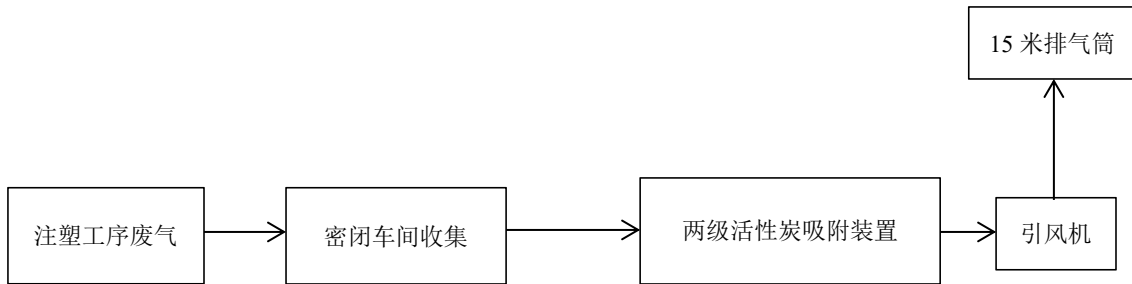 15 米排气筒
注塑工序废气
密闭车间收集
两级活性炭吸附装置
引风机